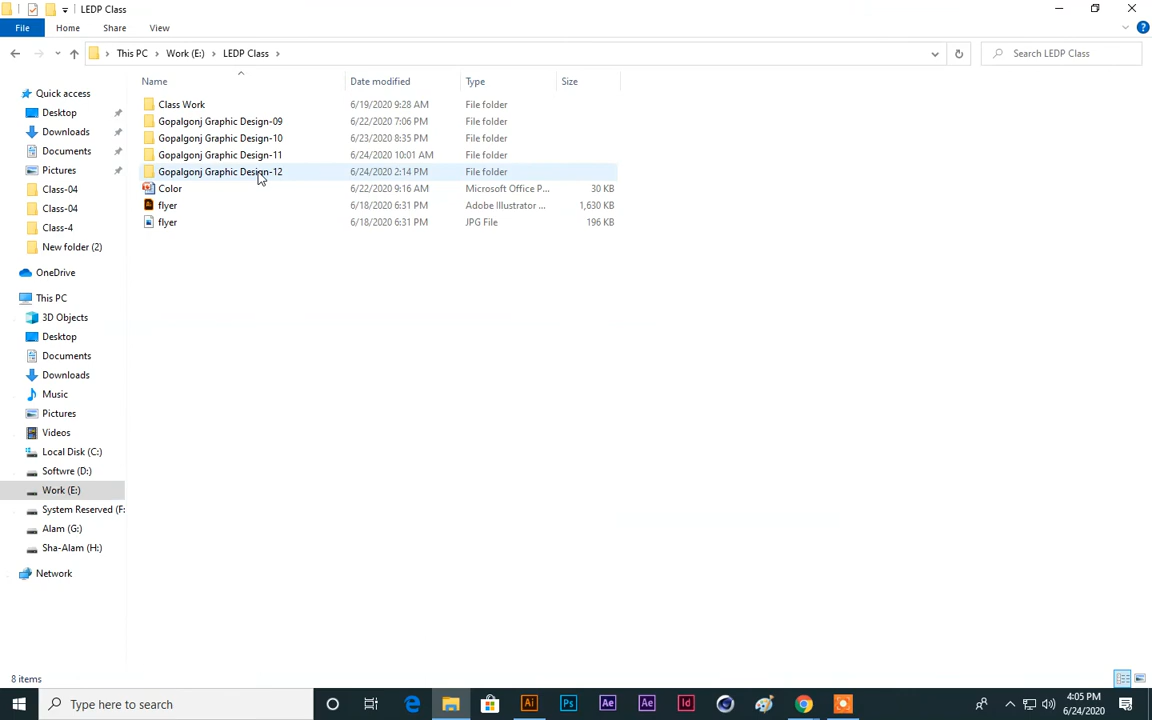 LEDP Class
File Home Share View
This PC Work (E:) LEDP Class Search LEDP Class
Name Date modified Type Size
Class Work 6/19/2020 9:28 AM File folder
Gopalgonj Graphic Design-09 6/22/2020 7:06 PM File folder
Gopalgonj Graphic Design-10 6/23/2020 8:35 PM File folder
Gopalgonj Graphic Design-11 6/24/2020 10:01 AM File folder
Gopalgonj Graphic Design-12 6/24/2020 2:14 PM File folder
Color 6/22/2020 9:16 AM Microsoft Office P... 30 KB
flyer 6/18/2020 6:31 PM Adobe Illustrator ... 1,630 KB
flyer 6/18/2020 6:31 PM JPG File 196 KB
Quick access
Desktop
Downloads
Documents
Pictures
Class-04
Class-04
Class-4
New folder (2)
OneDrive
This PC
3D Objects
Desktop
Documents
Downloads
Music
Pictures
Videos
Local Disk (C:)
Softwre (D:)
Work (E:)
System Reserved (F:
Alam (G:)
Sha-Alam (H:)
Network
8 items
Type here to search
Ai Ps Ae Ae Id
4:05 PM
6/24/2020